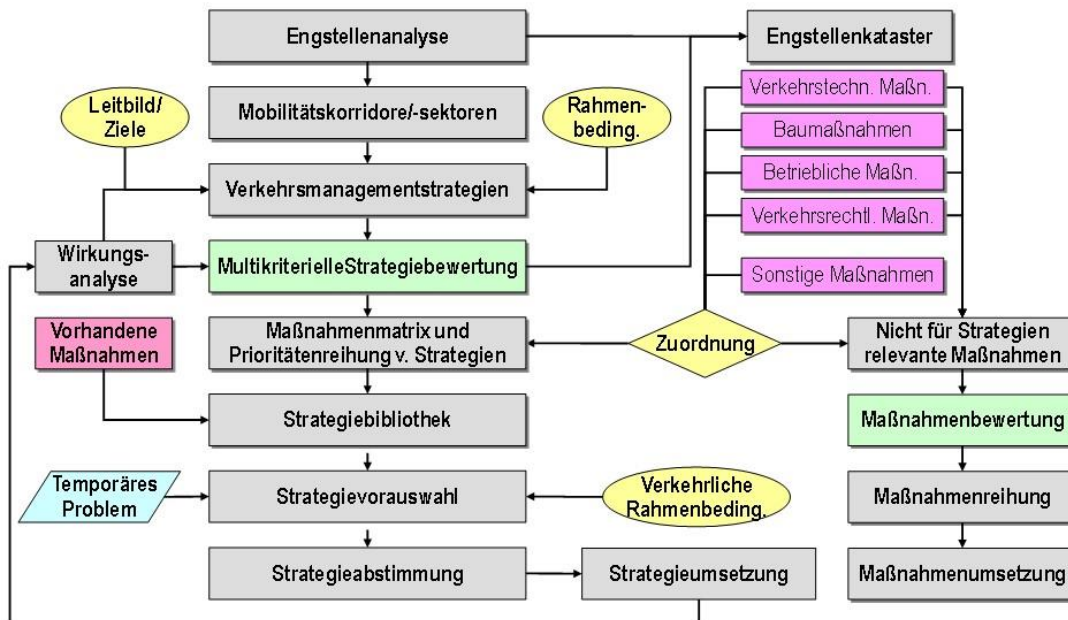 Engstellenanalyse
Engstellenkataster
Leitbild/
Ziele
Mobilitätskorridore/-sektoren
Rahmen-
beding.
Verkehrstechn. Maßn.
Baumaßnahmen
Betriebliche Maßn.
Verkehrsrechtl. Maßn.
Sonstige Maßnahmen
Verkehrsmanagementstrategien
Wirkungs-
analyse
MultikriterielleStrategiebewertung
Vorhandene
Maßnahmen
Maßnahmenmatrix und
Prioritätenreihung v. Strategien
Zuordnung
Nicht für Strategien
relevante Maßnahmen
Strategiebibliothek
Maßnahmenbewertung
Temporäres
Problem
Strategievorauswahl
Verkehrliche
Rahmenbeding.
Maßnahmenreihung
Strategieabstimmung
Strategieumsetzung
Maßnahmenumsetzung